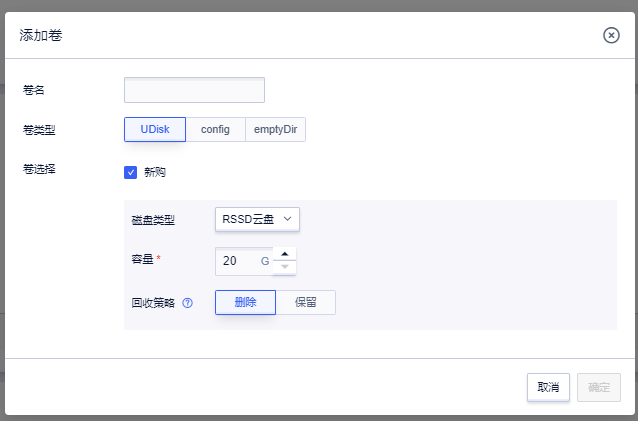 添加卷
卷名
卷类型 UDisk config emptyDir
卷选择 新购
磁盘类型 RSSD云盘
容量 * 20 G
回收策略 ? 删除 保留
取消 确定